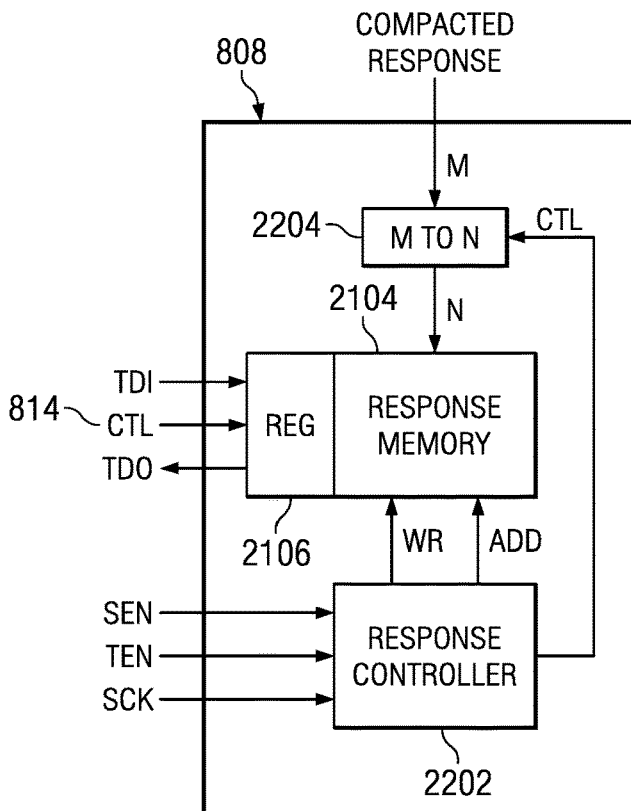 COMPACTED
RESPONSE
808
M
2204
M TO N
CTL
2104
N
TDI
814
CTL
TDO
REG
RESPONSE
MEMORY
2106
WR
ADD
SEN
TEN
SCK
RESPONSE
CONTROLLER
2202